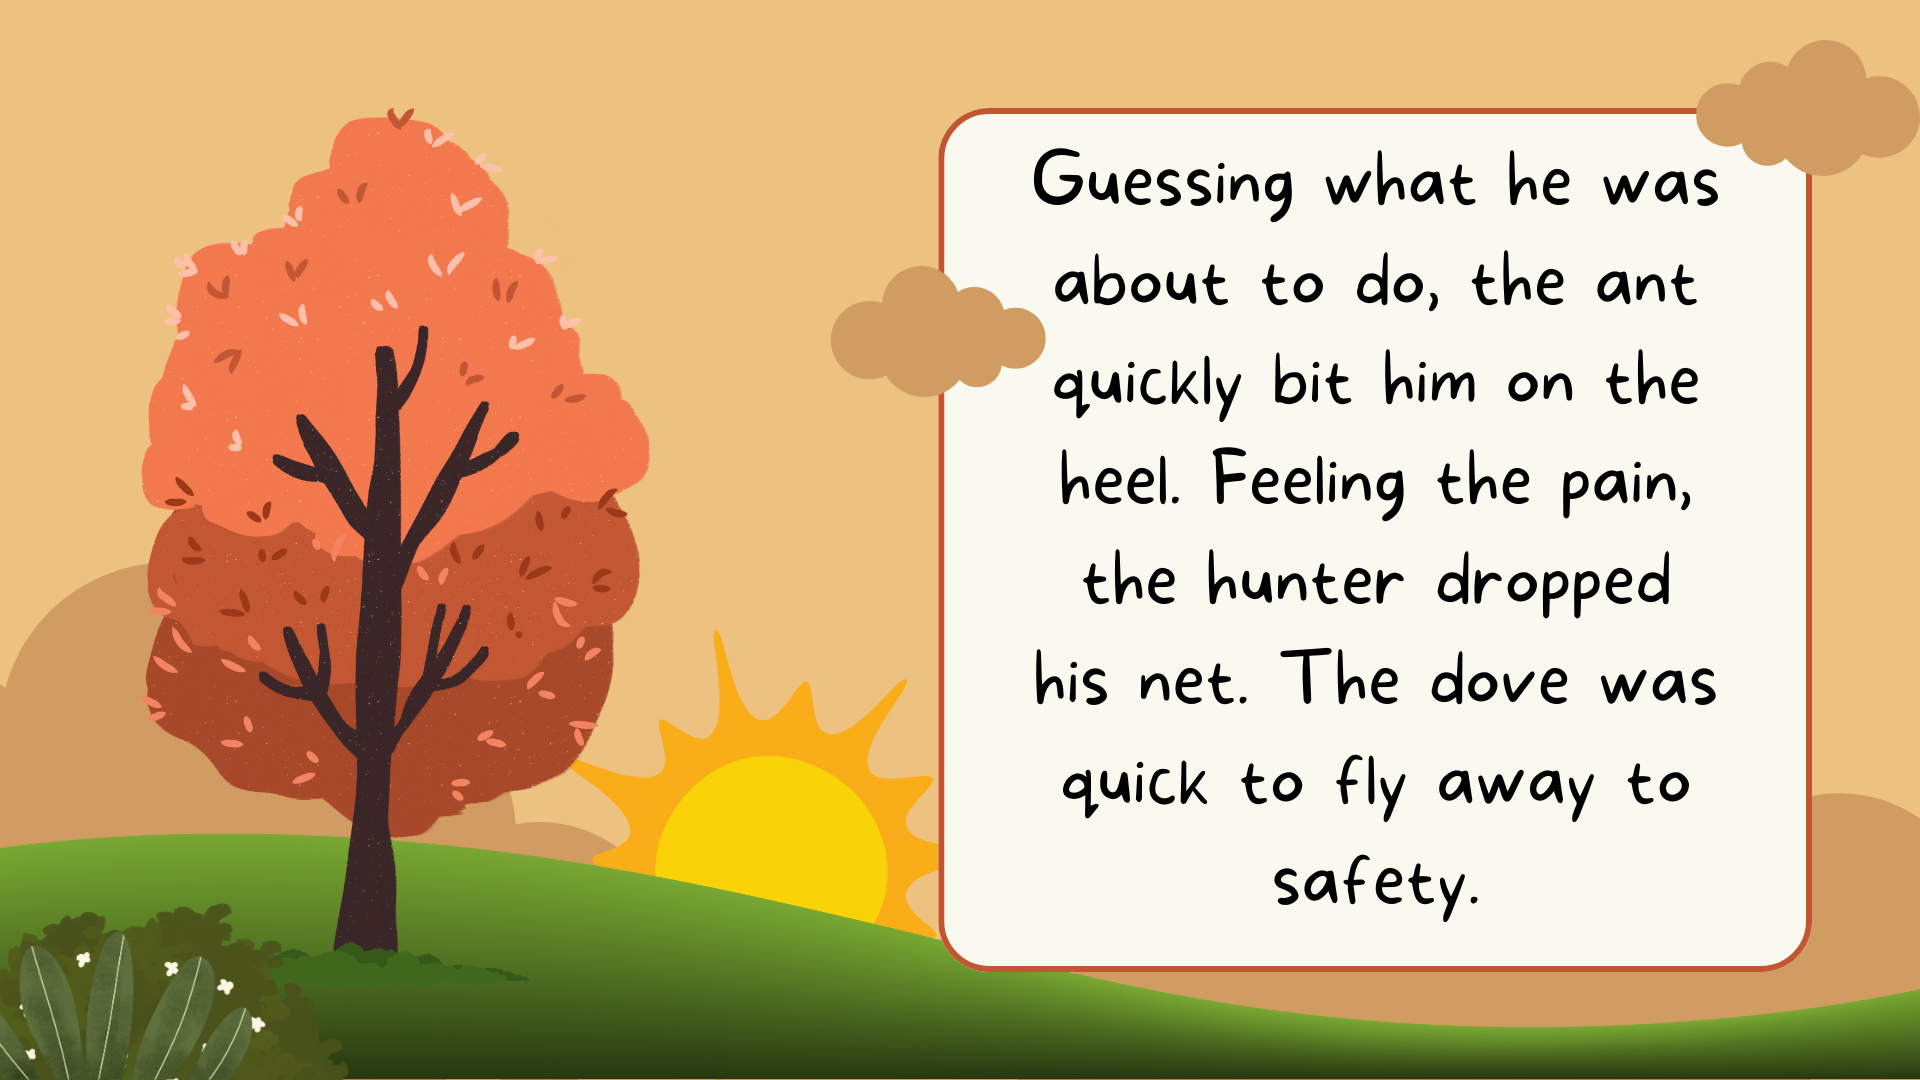 Guessing what he was
about to do, the ant
quickly bit him on the
heel. Feeling the pain,
the hunter dropped
his net. The dove was
quick to fly away to
safety.